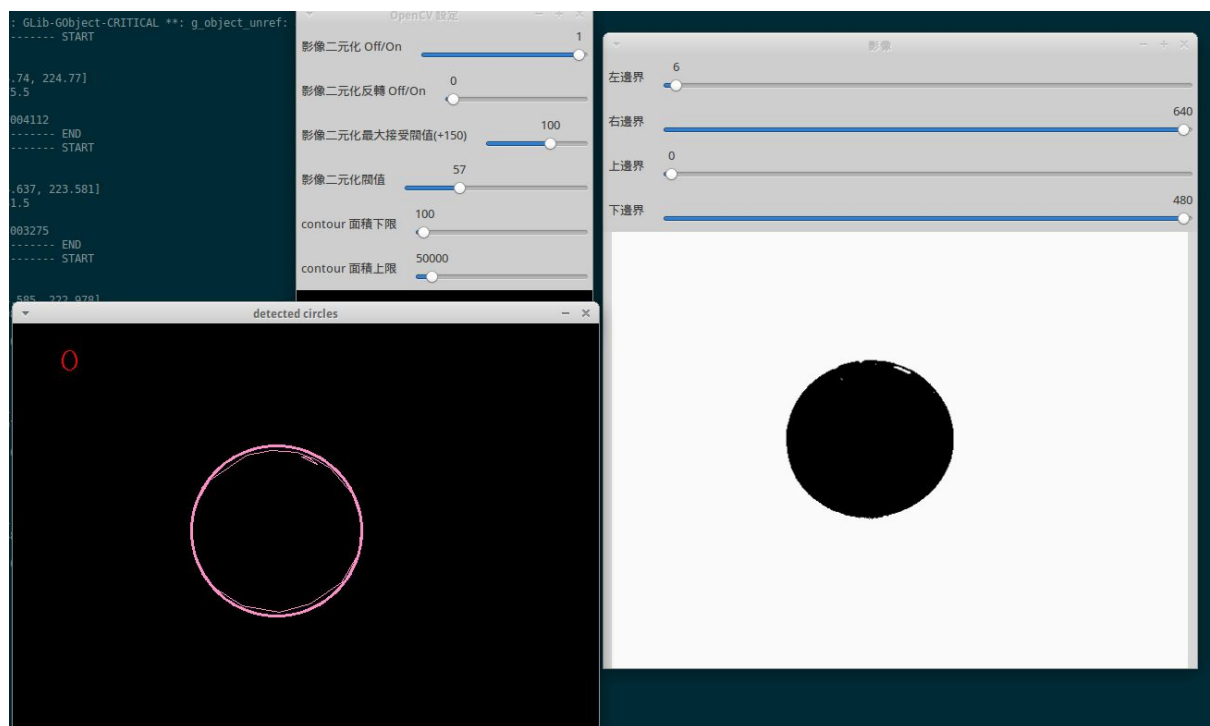 : GLib-GObject-CRITICAL **: g_object_unref:
------- START
.74, 224.77]
5.5
004112
------- END
------- START
.637, 223.581]
1.5
003275
------- END
------- START
.585, 222.978]
OpenCV 設定
影像二元化 Off/On
1
影像二元化反轉 Off/On
0
影像二元化最大接受閥值(+150)
100
影像二元化閥值
57
contour 面積下限
100
contour 面積上限
50000
detected circles
0
影像
左邊界
6
右邊界
640
上邊界
0
下邊界
480